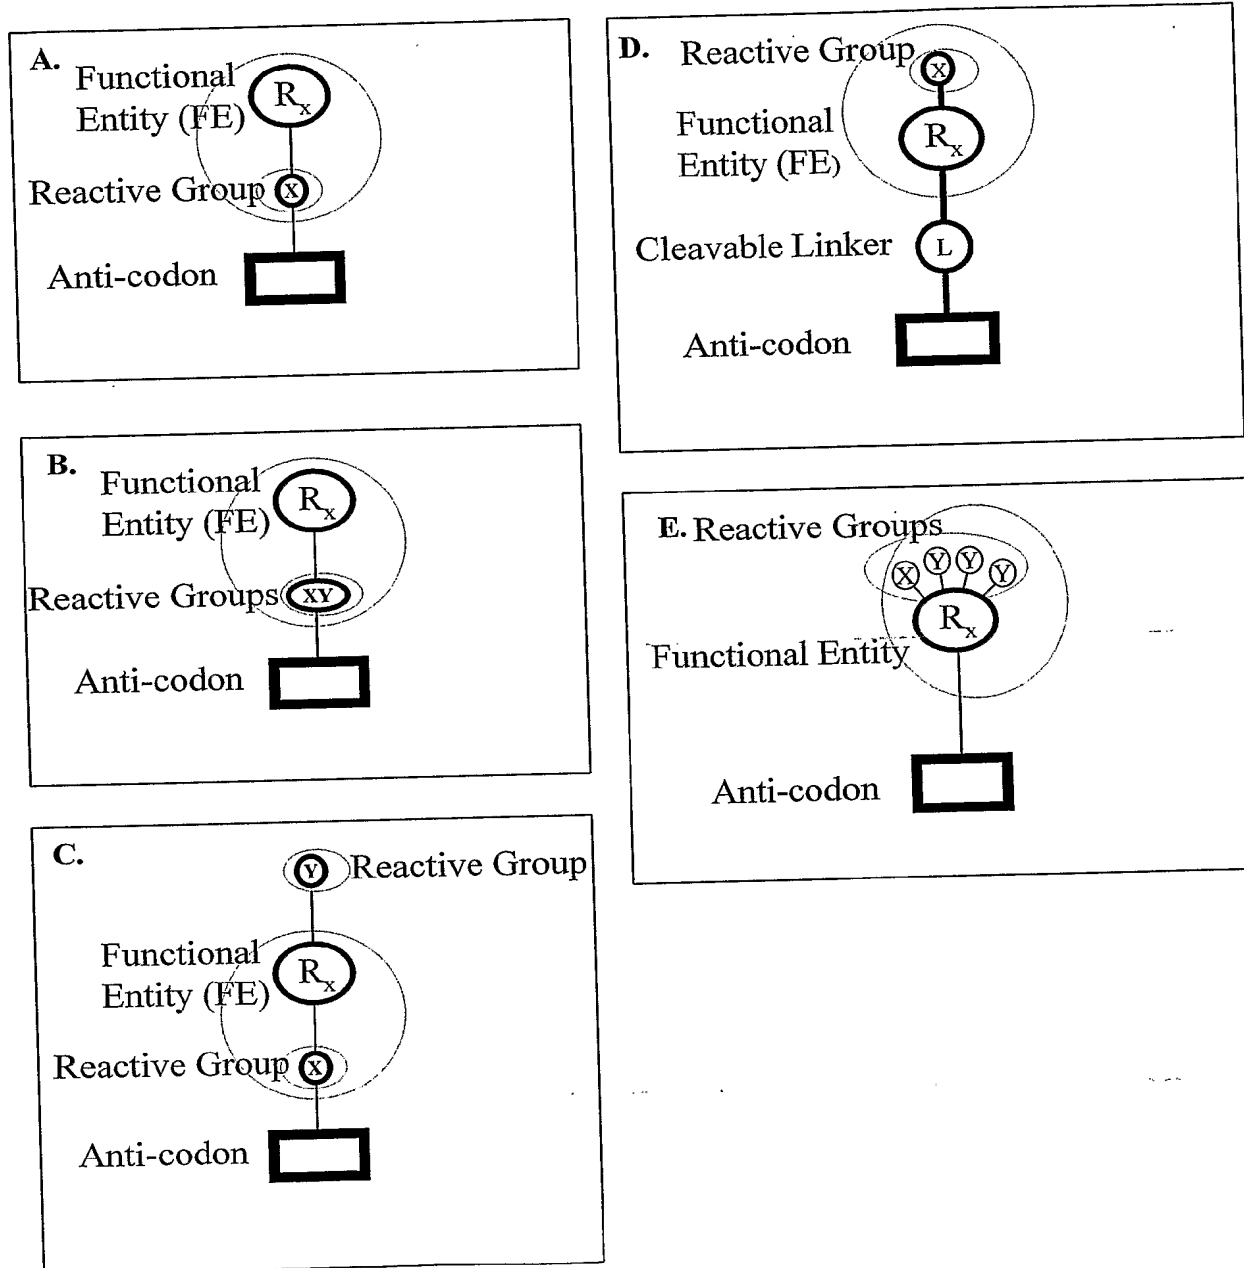 A.
Functional
Entity (FE)
Rx
Reactive Group
X
Anti-codon
B.
Functional
Entity (FE)
Rx
Reactive Groups
XY
Anti-codon
C.
Y
Reactive Group
Functional
Entity (FE)
Rx
Reactive Group
X
Anti-codon
D.
Reactive Group
X
Functional
Entity (FE)
Rx
Cleavable Linker
L
Anti-codon
E. Reactive Groups
X Y Y Y
Rx
Functional Entity
Anti-codon